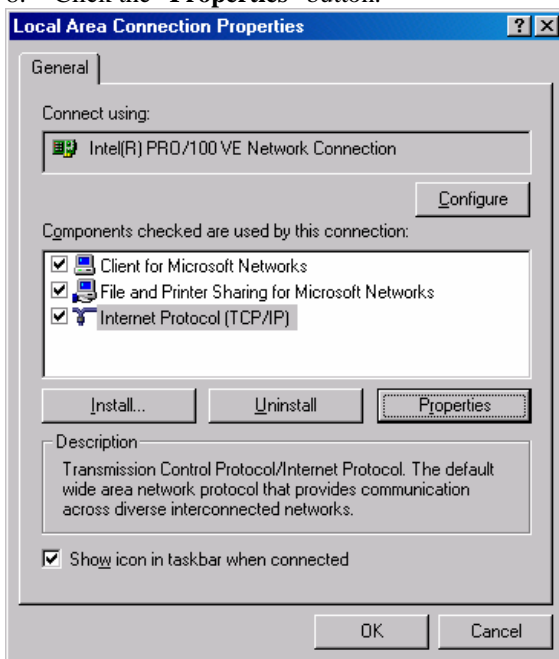 Click the "Properties" button.
Local Area Connection Properties
General
Connect using:
Intel(R) PRO/100 VE Network Connection
Configure
Components checked are used by this connection:
Client for Microsoft Networks
File and Printer Sharing for Microsoft Networks
Internet Protocol (TCP/IP)
Install...
Uninstall
Properties
Description
Transmission Control Protocol/Internet Protocol. The default
wide area network protocol that provides communication
across diverse interconnected networks.
Show icon in taskbar when connected
OK
Cancel